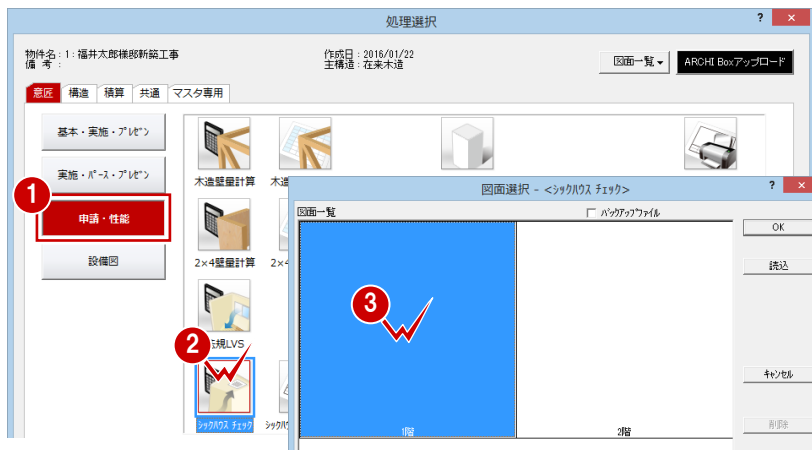 処理選択
? ×
物件名：1：福井太郎様邸新築工事
備 考 ：
作成日：2016/01/22
主構造：在来木造
図面一覧▼
ARCHI Boxアップロード
意匠 構造 積算 共通 マスタ専用
基本・実施・プレゼン
実施・パース・プレゼン
1
申請・性能
設備図
木造壁量計算
木造
2×4壁量計算
2×4
規LVS
2
シックハウス チェック
シックハウ
図面選択 - <シックハウス チェック>
? ×
図面一覧
バックアップファイル
OK
読込
キャンセル
削除
3
1階
2階